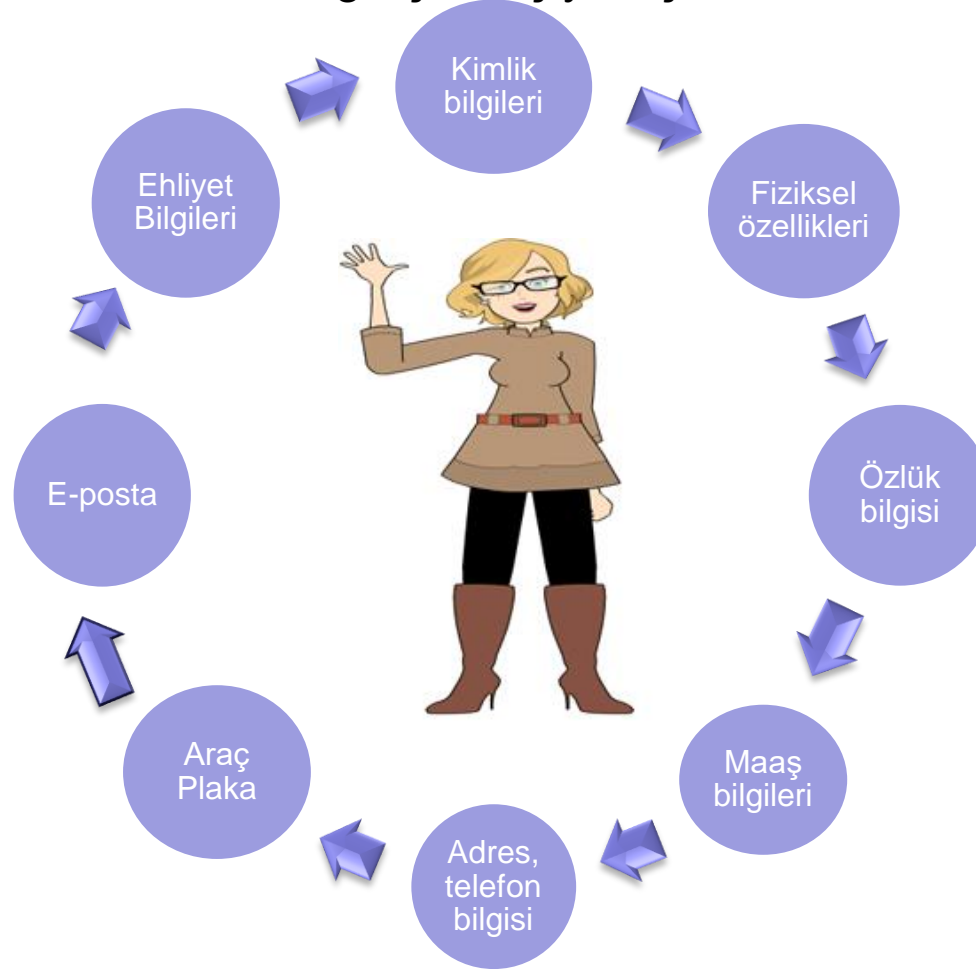 Kimlik
bilgileri
Fiziksel
özellikleri
Özlük
bilgisi
Maaş
bilgileri
Adres,
telefon
bilgisi
Araç
Plaka
E-posta
Ehliyet
Bilgileri